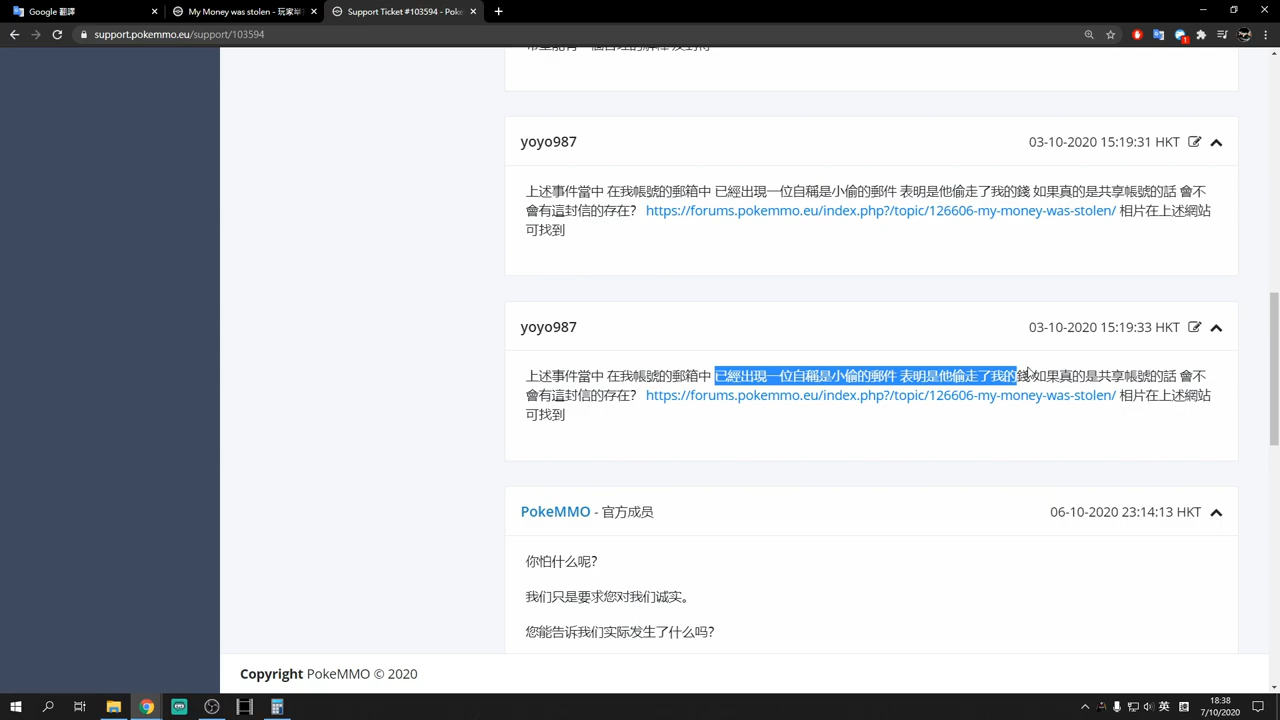 Google 翻譯
My Money was stolen - 玩家舉
Support Ticket #103594 - Poke
support.pokemmo.eu/support/103594
yoyo987
03-10-2020 15:19:31 HKT
上述事件當中 在我帳號的郵箱中 已經出現一位自稱是小偷的郵件 表明是他偷走了我的錢 如果真的是共享帳號的話 會不
會有這封信的存在? https://forums.pokemmo.eu/index.php?/topic/126606-my-money-was-stolen/ 相片在上述網站
可找到
yoyo987
03-10-2020 15:19:33 HKT
上述事件當中 在我帳號的郵箱中 已經出現一位自稱是小偷的郵件 表明是他偷走了我的錢 如果真的是共享帳號的話 會不
會有這封信的存在? https://forums.pokemmo.eu/index.php?/topic/126606-my-money-was-stolen/ 相片在上述網站
可找到
PokeMMO - 官方成员
06-10-2020 23:14:13 HKT
你怕什么呢?
我们只是要求您对我们诚实。
您能告诉我们实际发生了什么吗?
Copyright PokeMMO © 2020
英
18:38
7/10/2020